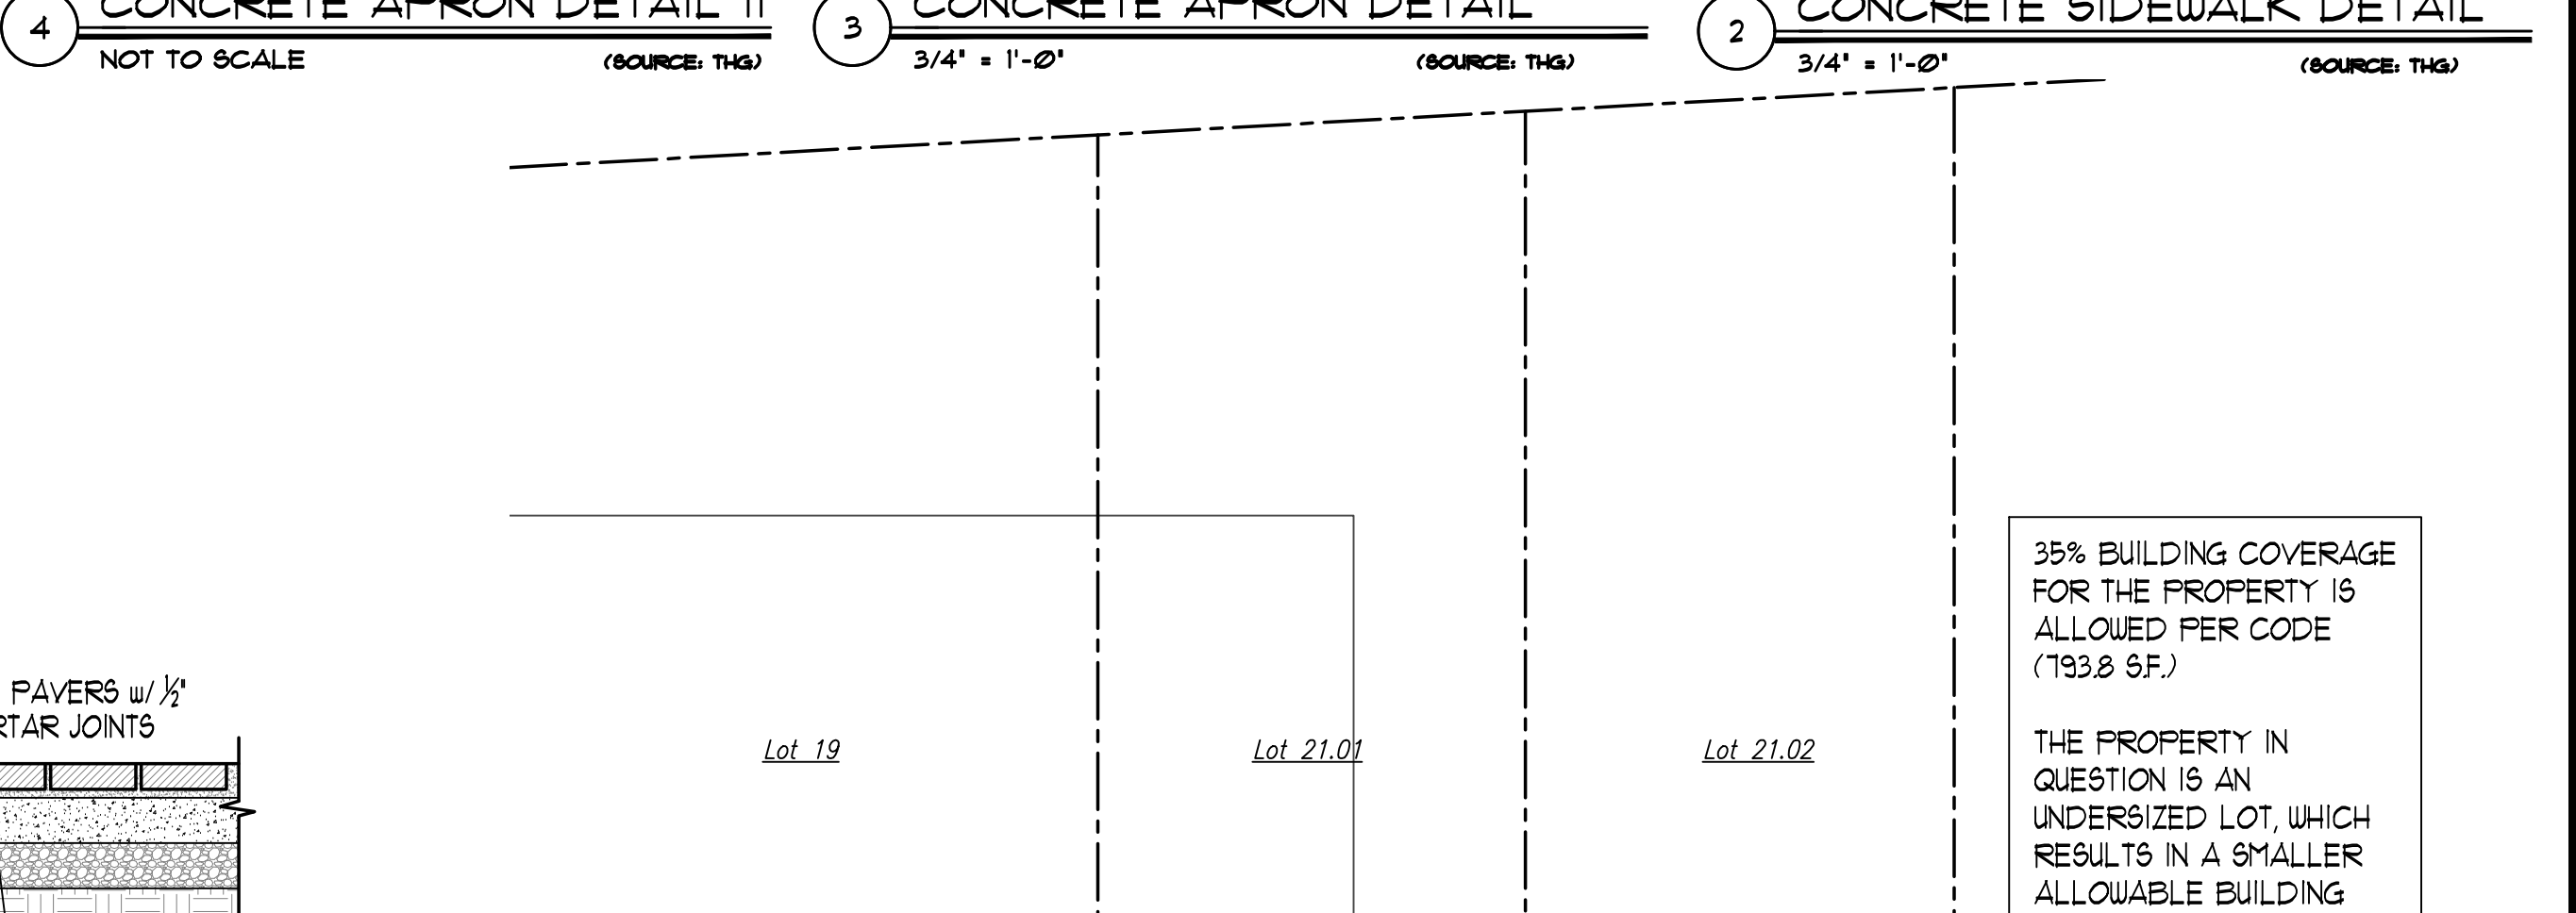 4 CONCRETE APRON DETAIL II
NOT TO SCALE (SOURCE: THG)
3 CONCRETE APRON DETAIL
3/4" = 1'-0" (SOURCE: THG)
2 CONCRETE SIDEWALK DETAIL
3/4" = 1'-0" (SOURCE: THG)
PAVERS w/ ½"
RTAR JOINTS
Lot 19
Lot 21.01
Lot 21.02
35% BUILDING COVERAGE
FOR THE PROPERTY IS
ALLOWED PER CODE
(793.8 S.F.)
THE PROPERTY IN
QUESTION IS AN
UNDERSIZED LOT, WHICH
RESULTS IN A SMALLER
ALLOWABLE BUILDING